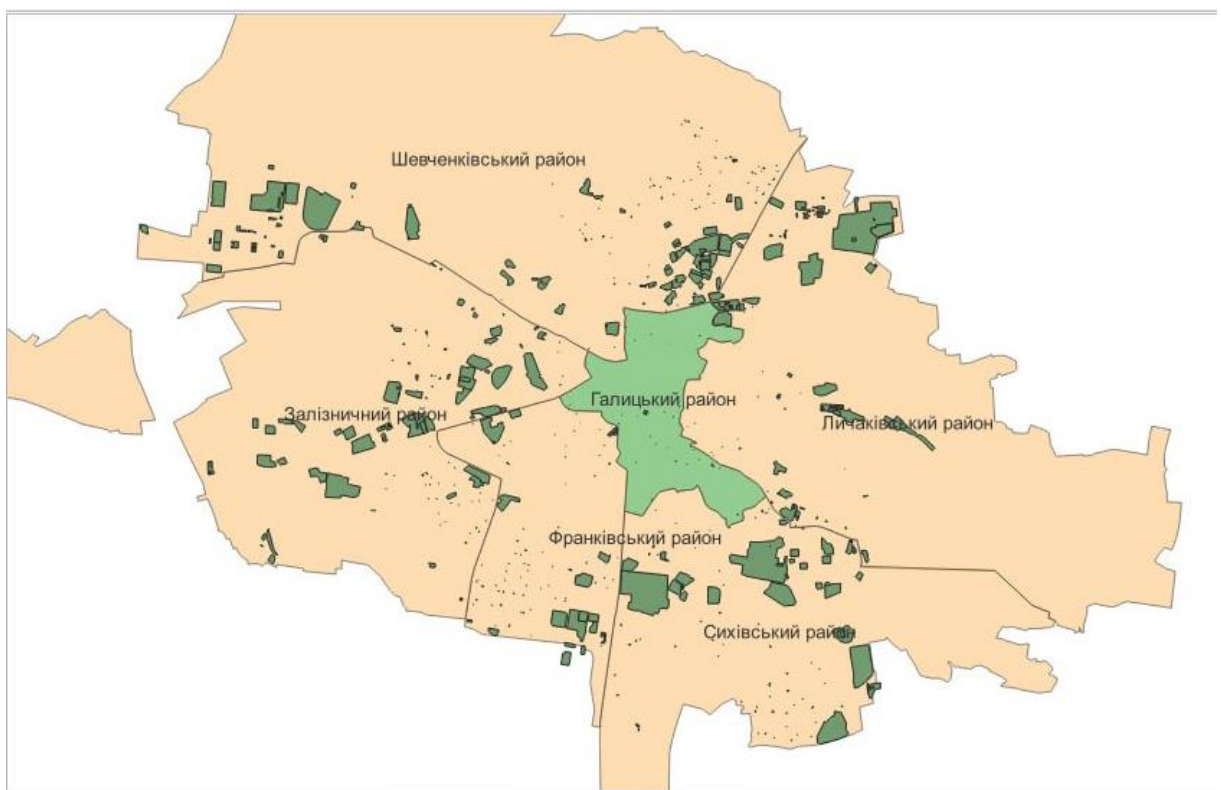 Шевченківський район
Галицький район
Залізничний район
Личаківський район
Франківський район
Сихівський район